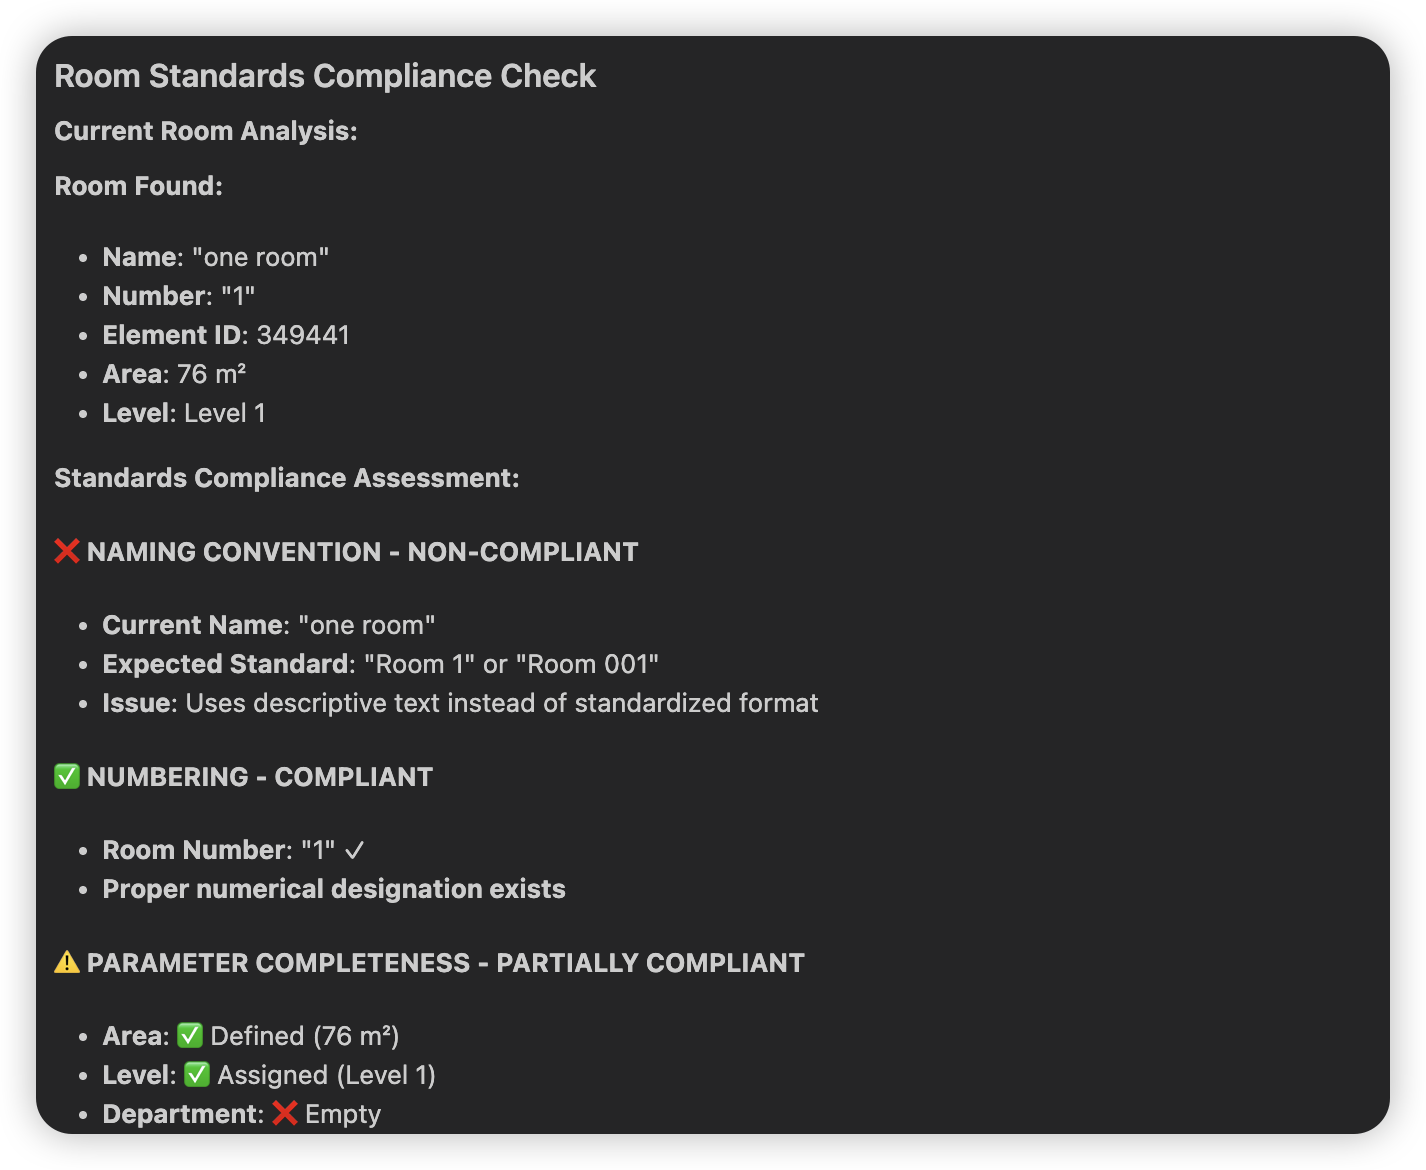 Room Standards Compliance Check
Current Room Analysis:
Room Found:
• Name: "one room"
• Number: "1"
• Element ID: 349441
• Area: 76 m²
• Level: Level 1
Standards Compliance Assessment:
❌ NAMING CONVENTION - NON-COMPLIANT
• Current Name: "one room"
• Expected Standard: "Room 1" or "Room 001"
• Issue: Uses descriptive text instead of standardized format
✅ NUMBERING - COMPLIANT
• Room Number: "1" ✓
• Proper numerical designation exists
⚠️ PARAMETER COMPLETENESS - PARTIALLY COMPLIANT
• Area: ✅ Defined (76 m²)
• Level: ✅ Assigned (Level 1)
• Department: ❌ Empty